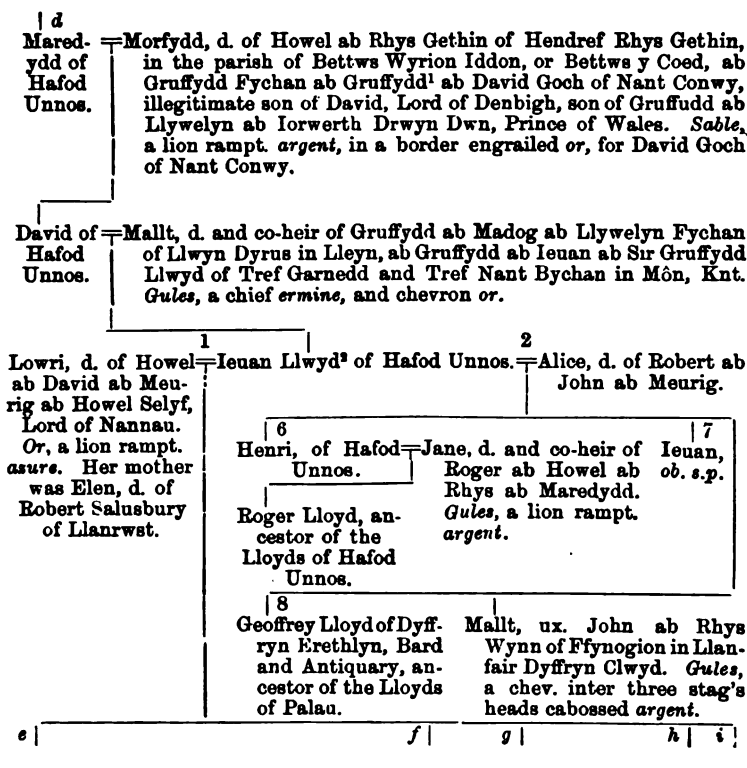 d
Mared-
ydd of
Hafod
Unnos.
Morfydd, d. of Howel ab Rhys Gethin of Hendref Rhys Gethin,
in the parish of Bettws Wyrion Iddon, or Bettws y Coed, ab
Gruffydd Fychan ab Gruffydd¹ ab David Goch of Nant Conwy,
illegitimate son of David, Lord of Denbigh, son of Gruffudd ab
Llywelyn ab Iorwerth Drwyn Dwn, Prince of Wales. Sable,
a lion rampt. argent, in a border engrailed or, for David Goch
of Nant Conwy.
David of
Hafod
Unnos.
Mallt, d. and co-heir of Gruffydd ab Madog ab Llywelyn Fychan
of Llwyn Dyrus in Lleyn, ab Gruffydd ab Ieuan ab Sir Gruffydd
Llwyd of Tref Garnedd and Tref Nant Bychan in Môn, Knt.
Gules, a chief ermine, and chevron or.
1
2
Lowri, d. of Howel
ab David ab Meu-
rig ab Howel Selyf,
Lord of Nannau.
Or, a lion rampt.
azure. Her mother
was Elen, d. of
Robert Salusbury
of Llanrwst.
Ieuan Llwyd² of Hafod Unnos.
Alice, d. of Robert ab
John ab Meurig.
6
Henri, of Hafod
Unnos.
Jane, d. and co-heir of
Roger ab Howel ab
Rhys ab Maredydd.
Gules, a lion rampt.
argent.
7
Ieuan,
ob. s.p.
Roger Lloyd, an-
cestor of the
Lloyds of Hafod
Unnos.
8
Geoffrey Lloyd of Dyff-
ryn Erethlyn, Bard
and Antiquary, an-
cestor of the Lloyds
of Palau.
Mallt, ux. John ab Rhys
Wynn of Ffynogion in Llan-
fair Dyffryn Clwyd. Gules,
a chev. inter three stag's
heads cabossed argent.
e f g h i